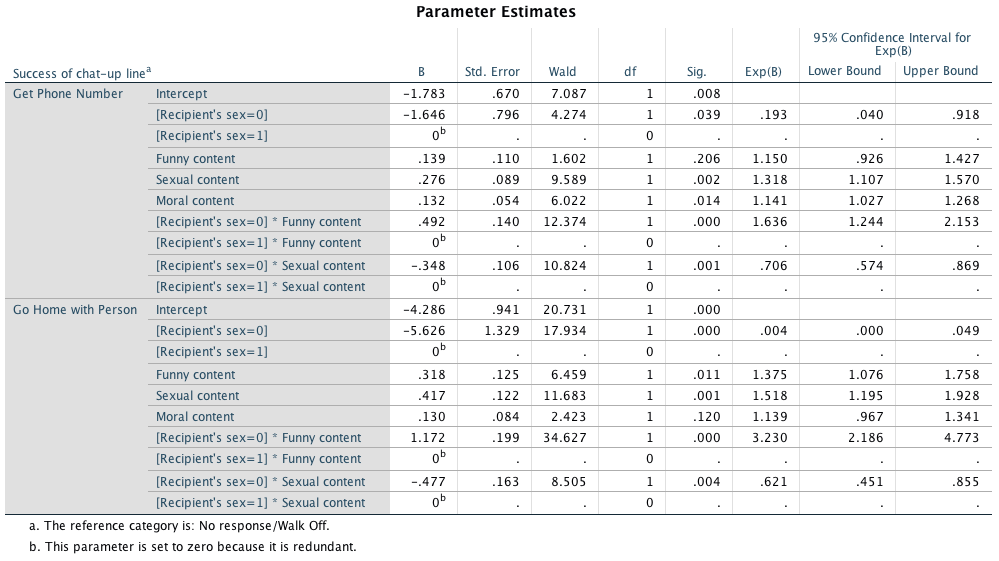 Parameter Estimates
95% Confidence Interval for
Exp(B)
Success of chat-up lineᵃ B Std. Error Wald df Sig. Exp(B) Lower Bound Upper Bound
Get Phone Number Intercept −1.783 .670 7.087 1 .008
[Recipient's sex=0] −1.646 .796 4.274 1 .039 .193 .040 .918
[Recipient's sex=1] 0ᵇ . . 0 . . . .
Funny content .139 .110 1.602 1 .206 1.150 .926 1.427
Sexual content .276 .089 9.589 1 .002 1.318 1.107 1.570
Moral content .132 .054 6.022 1 .014 1.141 1.027 1.268
[Recipient's sex=0] * Funny content .492 .140 12.374 1 .000 1.636 1.244 2.153
[Recipient's sex=1] * Funny content 0ᵇ . . 0 . . . .
[Recipient's sex=0] * Sexual content −.348 .106 10.824 1 .001 .706 .574 .869
[Recipient's sex=1] * Sexual content 0ᵇ . . 0 . . . .
Go Home with Person Intercept −4.286 .941 20.731 1 .000
[Recipient's sex=0] −5.626 1.329 17.934 1 .000 .004 .000 .049
[Recipient's sex=1] 0ᵇ . . 0 . . . .
Funny content .318 .125 6.459 1 .011 1.375 1.076 1.758
Sexual content .417 .122 11.683 1 .001 1.518 1.195 1.928
Moral content .130 .084 2.423 1 .120 1.139 .967 1.341
[Recipient's sex=0] * Funny content 1.172 .199 34.627 1 .000 3.230 2.186 4.773
[Recipient's sex=1] * Funny content 0ᵇ . . 0 . . . .
[Recipient's sex=0] * Sexual content −.477 .163 8.505 1 .004 .621 .451 .855
[Recipient's sex=1] * Sexual content 0ᵇ . . 0 . . . .
a. The reference category is: No response/Walk Off.
b. This parameter is set to zero because it is redundant.